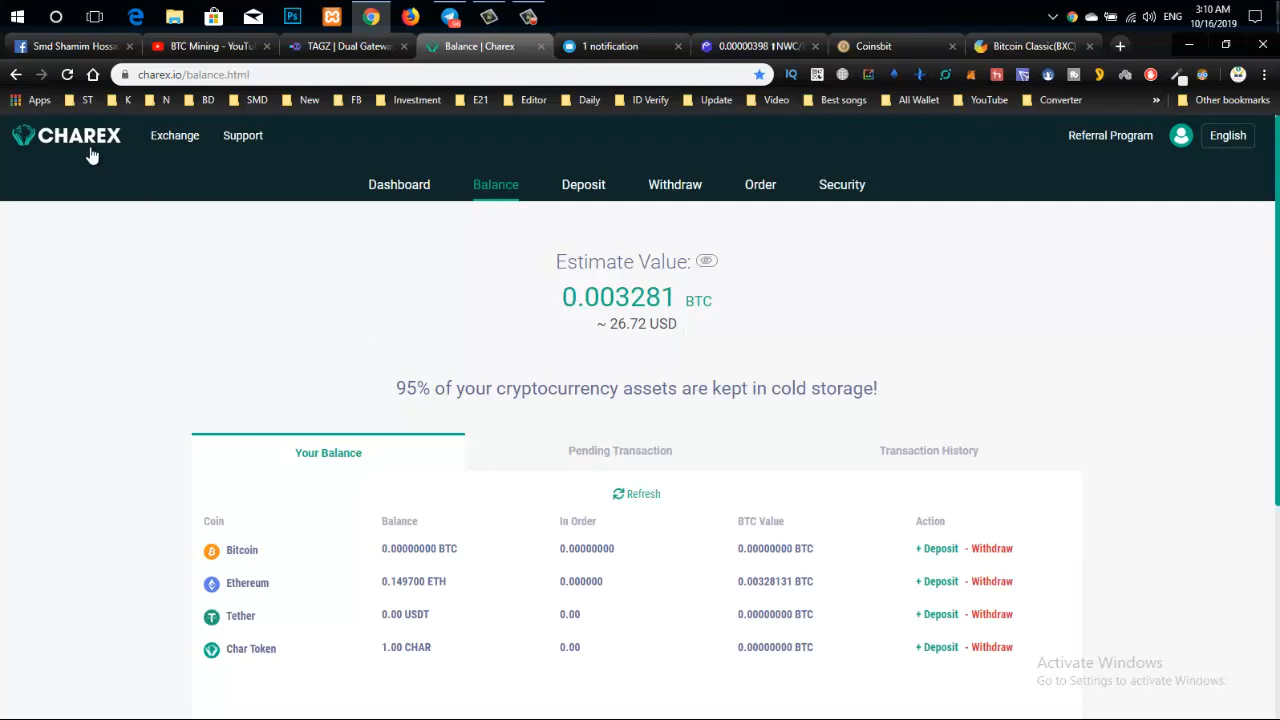 3:10 AM
ENG
10/16/2019
Smd Shamim Hossa
BTC Mining - YouTu
TAGZ | Dual Gatewa
Balance | Charex
1 notification
0.00000398 ⬆NWC/
Coinsbit
Bitcoin Classic(BXC)
charex.io/balance.html
Apps ST K N BD SMD New FB Investment E21 Editor Daily ID Verify Update Video Best songs All Wallet YouTube Converter » Other bookmarks
CHAREX Exchange Support Referral Program English
Dashboard Balance Deposit Withdraw Order Security
Estimate Value:
0.003281 BTC
~ 26.72 USD
95% of your cryptocurrency assets are kept in cold storage!
Your Balance Pending Transaction Transaction History
Refresh
Coin Balance In Order BTC Value Action
Bitcoin 0.00000000 BTC 0.00000000 0.00000000 BTC + Deposit - Withdraw
Ethereum 0.149700 ETH 0.000000 0.00328131 BTC + Deposit - Withdraw
Tether 0.00 USDT 0.00 0.00000000 BTC + Deposit - Withdraw
Char Token 1.00 CHAR 0.00 0.00000000 BTC + Deposit - Withdraw
Activate Windows
Go to Settings to activate Windows.